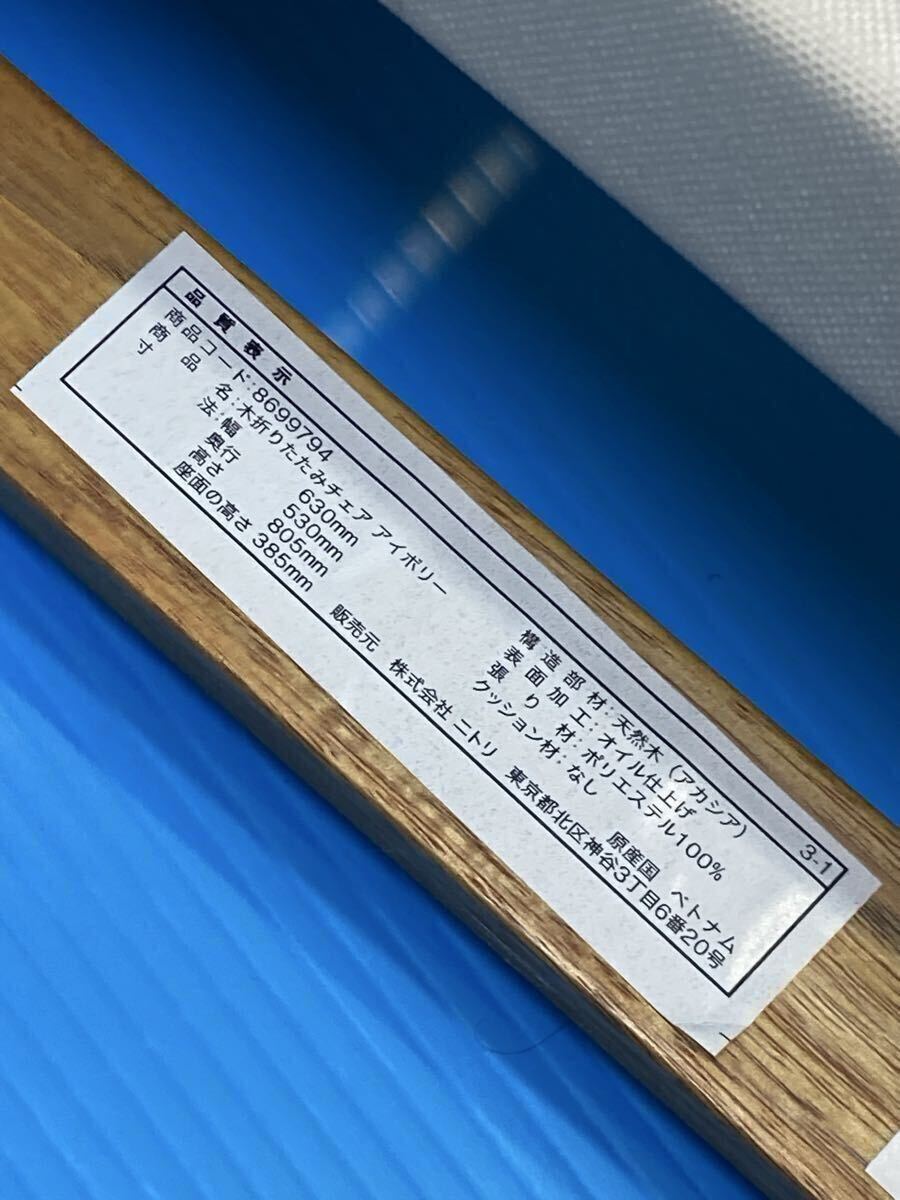 品質表示
商品コード：8699794
商品名：木折りたたみチェア アイボリー
寸法：幅 630mm
奥行 530mm
高さ 805mm
座面の高さ 385mm
3-1
構造部材：天然木（アカシア）
表面加工：オイル仕上げ
張り材：ポリエステル100%
クッション材：なし
原産国 ベトナム
販売元 株式会社 ニトリ 東京都北区神谷3丁目6番20号